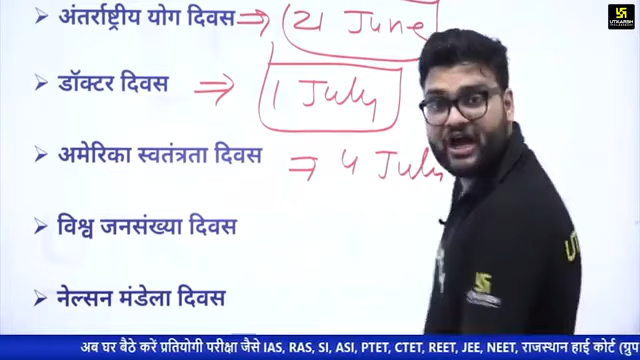 UTKARSH
➢ अंतर्राष्ट्रीय योग दिवस ⇒ (21 June
➢ डॉक्टर दिवस ⇒ 1 July
➢ अमेरिका स्वतंत्रता दिवस ⇒ 4 July
➢ विश्व जनसंख्या दिवस
➢ नेल्सन मंडेला दिवस
अब घर बैठे करें प्रतियोगी परीक्षा जैसे IAS, RAS, SI, ASI, PTET, CTET, REET, JEE, NEET, राजस्थान हाई कोर्ट (ग्रुप